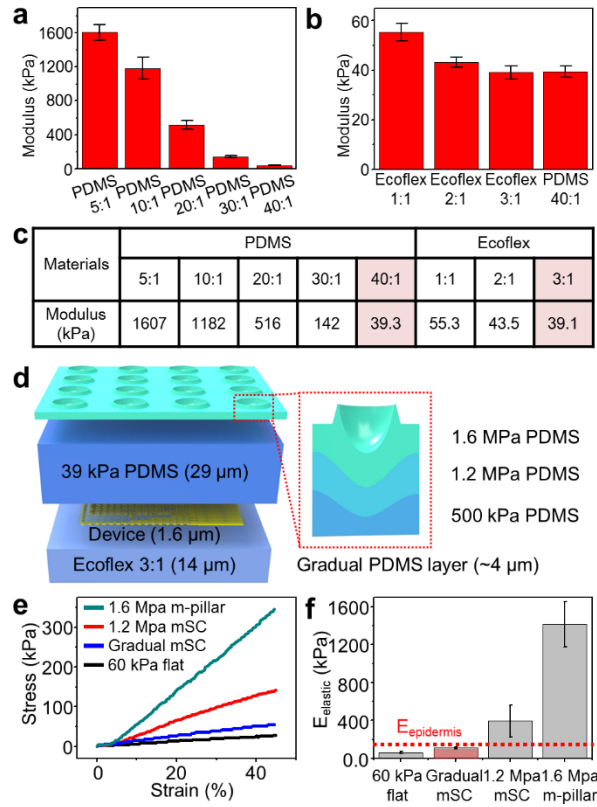 a
Modulus (kPa)
1600
1200
800
400
0
PDMS 5:1
PDMS 10:1
PDMS 20:1
PDMS 30:1
PDMS 40:1
b
Modulus (kPa)
60
40
20
0
Ecoflex 1:1
Ecoflex 2:1
Ecoflex 3:1
PDMS 40:1
c
Materials PDMS Ecoflex
5:1 10:1 20:1 30:1 40:1 1:1 2:1 3:1
Modulus (kPa) 1607 1182 516 142 39.3 55.3 43.5 39.1
d
39 kPa PDMS (29 μm)
Device (1.6 μm)
Ecoflex 3:1 (14 μm)
1.6 MPa PDMS
1.2 MPa PDMS
500 kPa PDMS
Gradual PDMS layer (~4 μm)
e
Stress (kPa)
300
200
100
0
1.6 Mpa m-pillar
1.2 Mpa mSC
Gradual mSC
60 kPa flat
0 20 40
Strain (%)
f
Eelastic (kPa)
1600
1200
800
400
0
Eepidermis
60 kPa flat
Gradual mSC
1.2 Mpa mSC
1.6 Mpa m-pillar